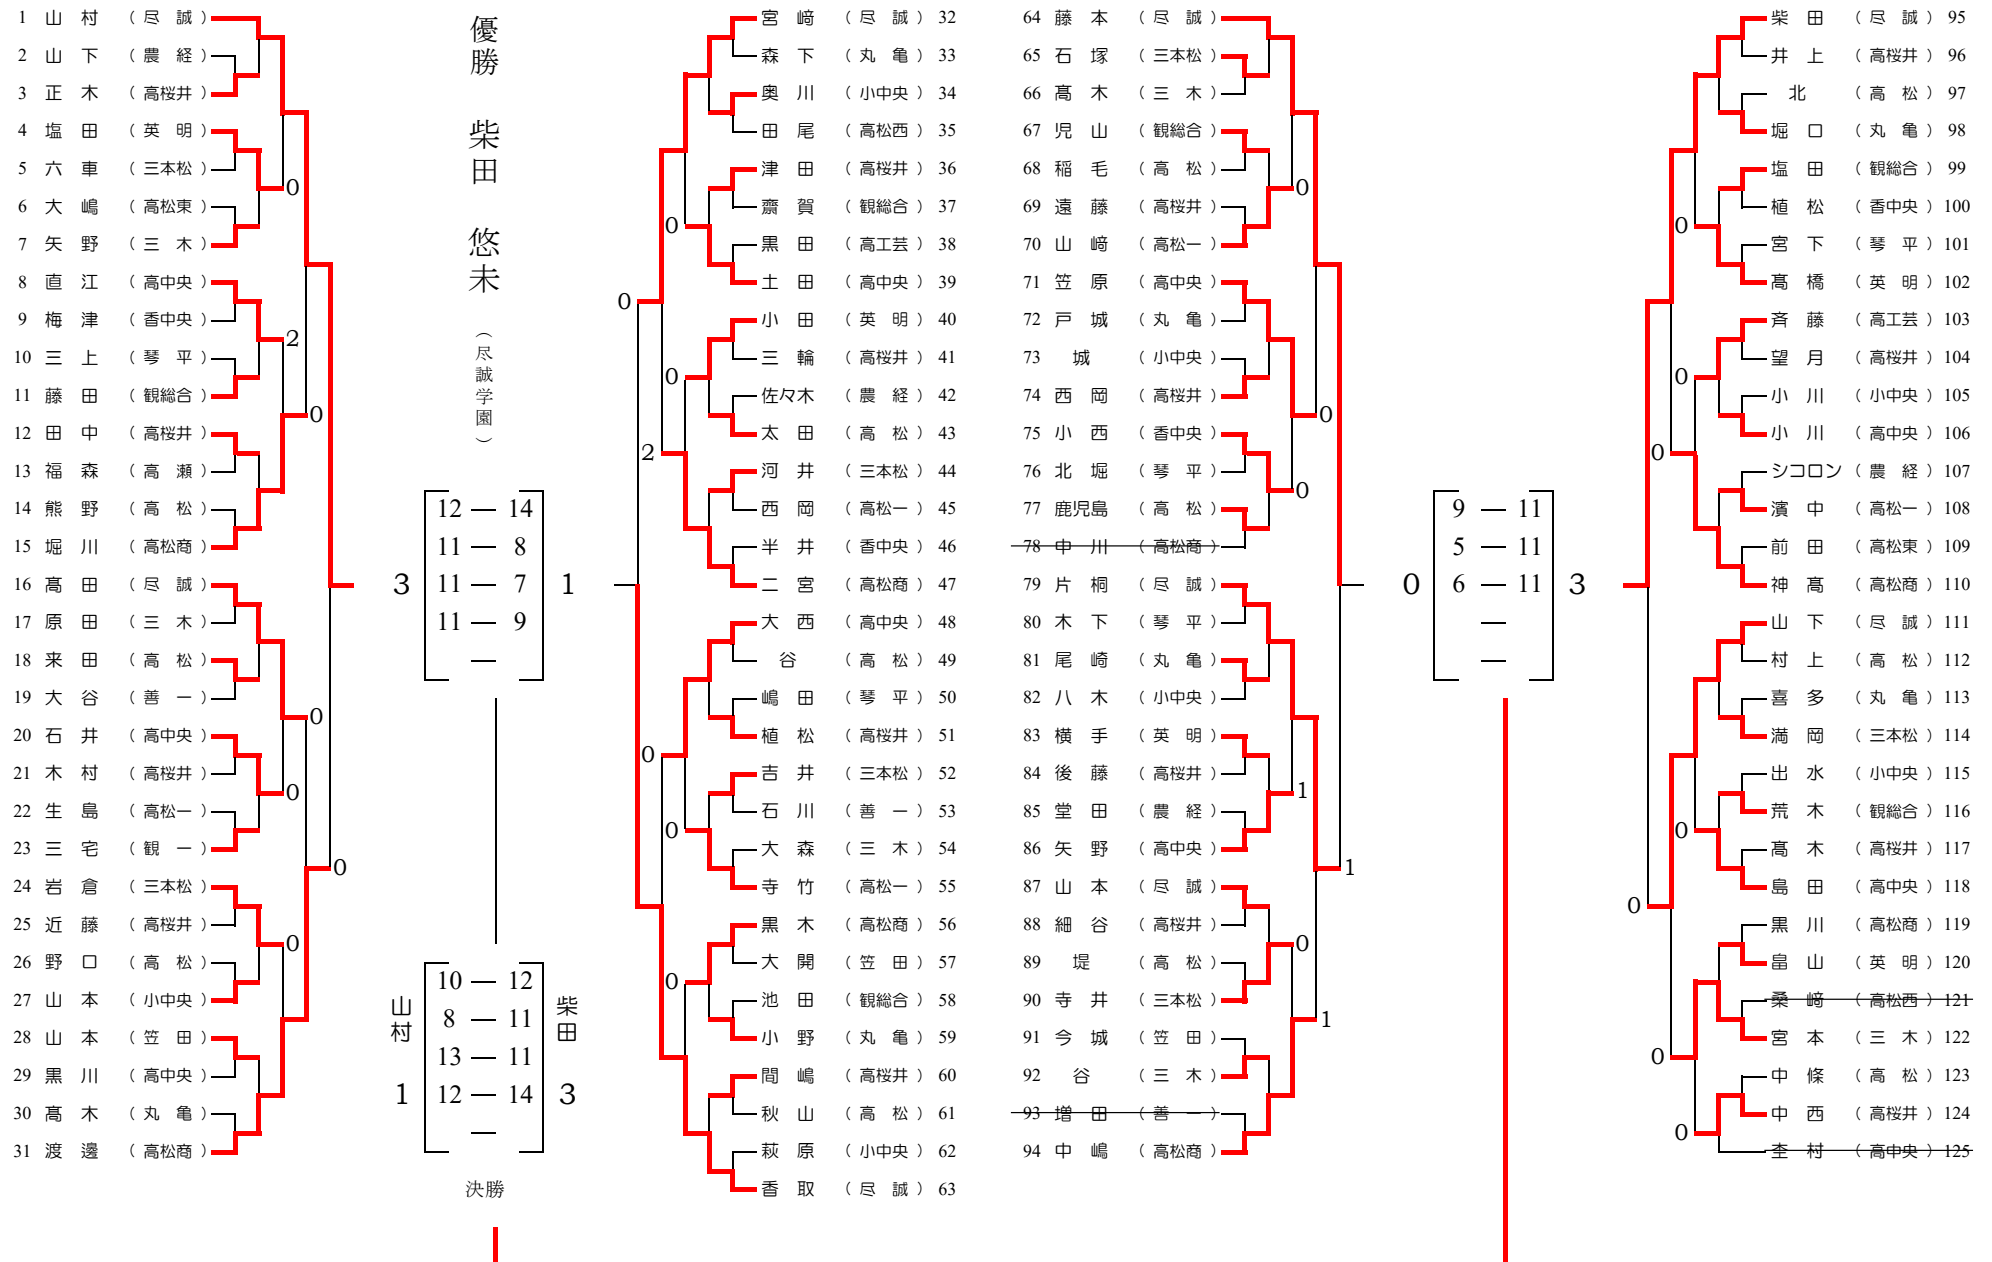 1 山村 (尽誠)
2 山下 (農経)
3 正木 (高桜井)
4 塩田 (英明)
5 六車 (三本松)
6 大嶋 (高松東)
7 矢野 (三木)
8 直江 (高中央)
9 梅津 (香中央)
10 三上 (琴平)
11 藤田 (観総合)
12 田中 (高桜井)
13 福森 (高瀬)
14 熊野 (高松)
15 堀川 (高松商)
16 髙田 (尽誠)
17 原田 (三木)
18 来田 (高松)
19 大谷 (善一)
20 石井 (高中央)
21 木村 (高桜井)
22 生島 (高松一)
23 三宅 (観一)
24 岩倉 (三本松)
25 近藤 (高桜井)
26 野口 (高松)
27 山本 (小中央)
28 山本 (笠田)
29 黒川 (高中央)
30 髙木 (丸亀)
31 渡邊 (高松商)
0
2
0
0
0
0
0
優勝 柴田 悠未 (尽誠学園)
3
12 — 14
11 — 8
11 — 7
11 — 9
—
1
山村
1
10 — 12
8 — 11
13 — 11
12 — 14
—
柴田
3
決勝
0
0
0
2
0
0
0
宮﨑 (尽誠) 32
森下 (丸亀) 33
奥川 (小中央) 34
田尾 (高松西) 35
津田 (高桜井) 36
齋賀 (観総合) 37
黒田 (高工芸) 38
土田 (高中央) 39
小田 (英明) 40
三輪 (高桜井) 41
佐々木 (農経) 42
太田 (高松) 43
河井 (三本松) 44
西岡 (高松一) 45
半井 (香中央) 46
二宮 (高松商) 47
大西 (高中央) 48
谷 (高松) 49
嶋田 (琴平) 50
植松 (高桜井) 51
吉井 (三本松) 52
石川 (善一) 53
大森 (三木) 54
寺竹 (高松一) 55
黒木 (高松商) 56
大開 (笠田) 57
池田 (観総合) 58
小野 (丸亀) 59
間嶋 (高桜井) 60
秋山 (高松) 61
萩原 (小中央) 62
香取 (尽誠) 63
64 藤本 (尽誠)
65 石塚 (三本松)
66 髙木 (三木)
67 児山 (観総合)
68 稲毛 (高松)
69 遠藤 (高桜井)
70 山﨑 (高松一)
71 笠原 (高中央)
72 戸城 (丸亀)
73 城 (小中央)
74 西岡 (高桜井)
75 小西 (香中央)
76 北堀 (琴平)
77 鹿児島 (高松)
78 中川 (高松商)
79 片桐 (尽誠)
80 木下 (琴平)
81 尾崎 (丸亀)
82 八木 (小中央)
83 横手 (英明)
84 後藤 (高桜井)
85 堂田 (農経)
86 矢野 (高中央)
87 山本 (尽誠)
88 細谷 (高桜井)
89 堤 (高松)
90 寺井 (三本松)
91 今城 (笠田)
92 谷 (三木)
93 増田 (善一)
94 中嶋 (高松商)
0
0
0
1
1
0
1
0
9 — 11
5 — 11
6 — 11
—
—
3
0
0
0
0
0
0
0
柴田 (尽誠) 95
井上 (高桜井) 96
北 (高松) 97
堀口 (丸亀) 98
塩田 (観総合) 99
植松 (香中央) 100
宮下 (琴平) 101
髙橋 (英明) 102
斉藤 (高工芸) 103
望月 (高桜井) 104
小川 (小中央) 105
小川 (高中央) 106
シコロン (農経) 107
濱中 (高松一) 108
前田 (高松東) 109
神髙 (高松商) 110
山下 (尽誠) 111
村上 (高松) 112
喜多 (丸亀) 113
満岡 (三本松) 114
出水 (小中央) 115
荒木 (観総合) 116
髙木 (高桜井) 117
島田 (高中央) 118
黒川 (高松商) 119
畠山 (英明) 120
桑﨑 (高松西) 121
宮本 (三木) 122
中條 (高松) 123
中西 (高桜井) 124
村 (高中央) 125